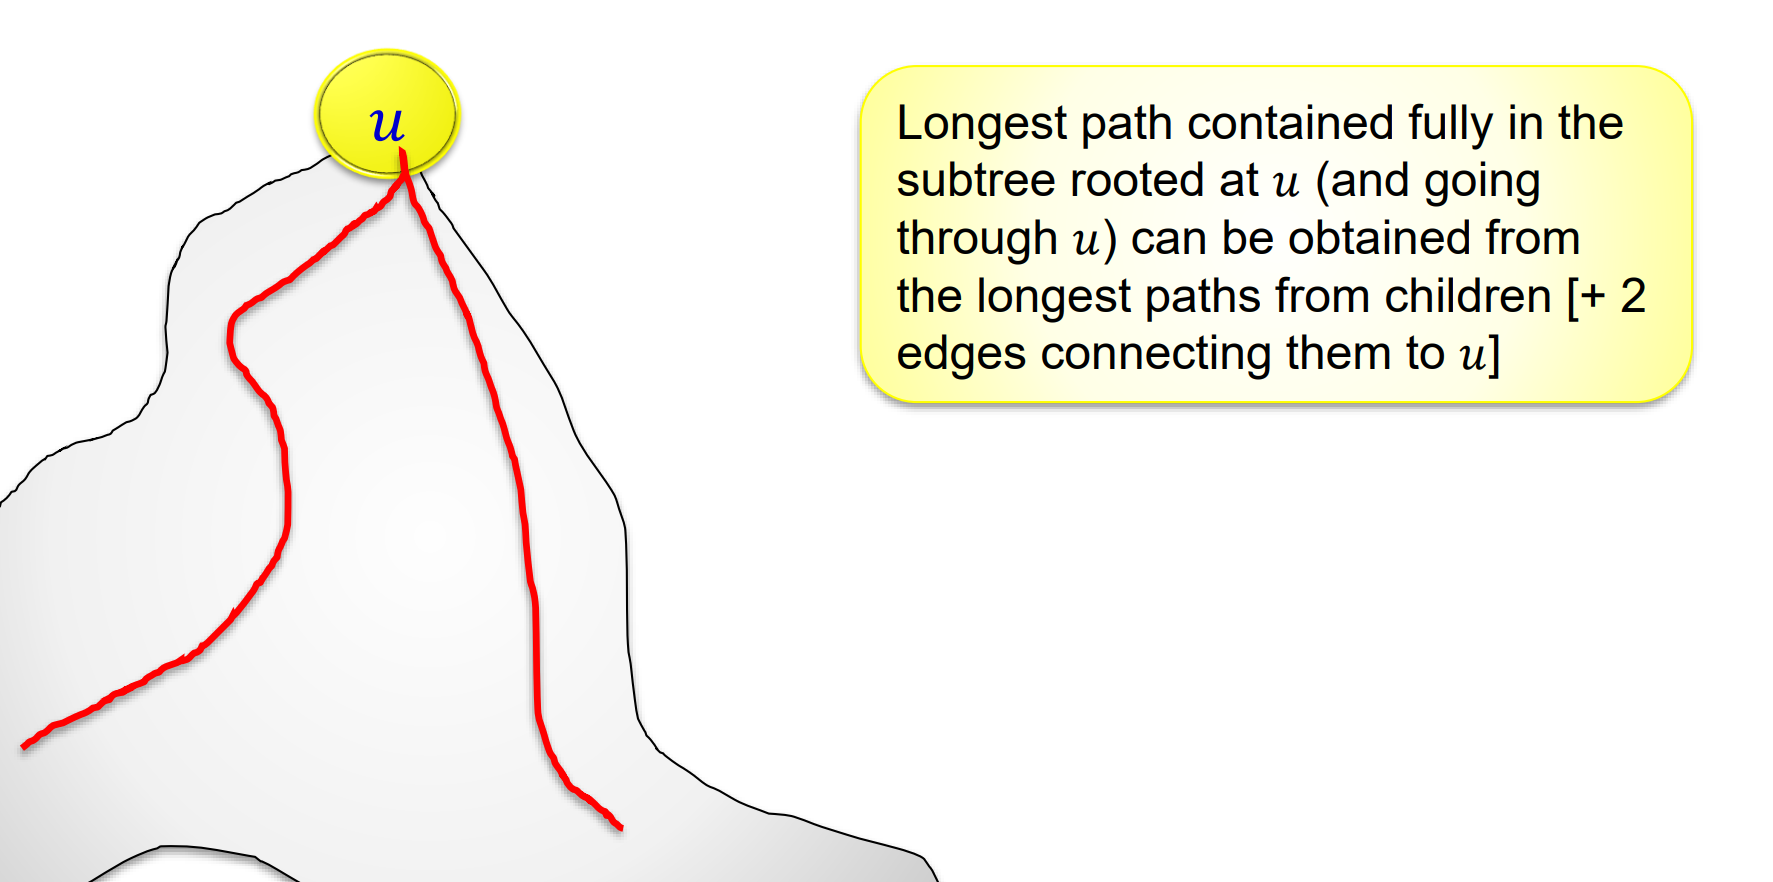 u
Longest path contained fully in the
subtree rooted at u (and going
through u) can be obtained from
the longest paths from children [+ 2
edges connecting them to u]